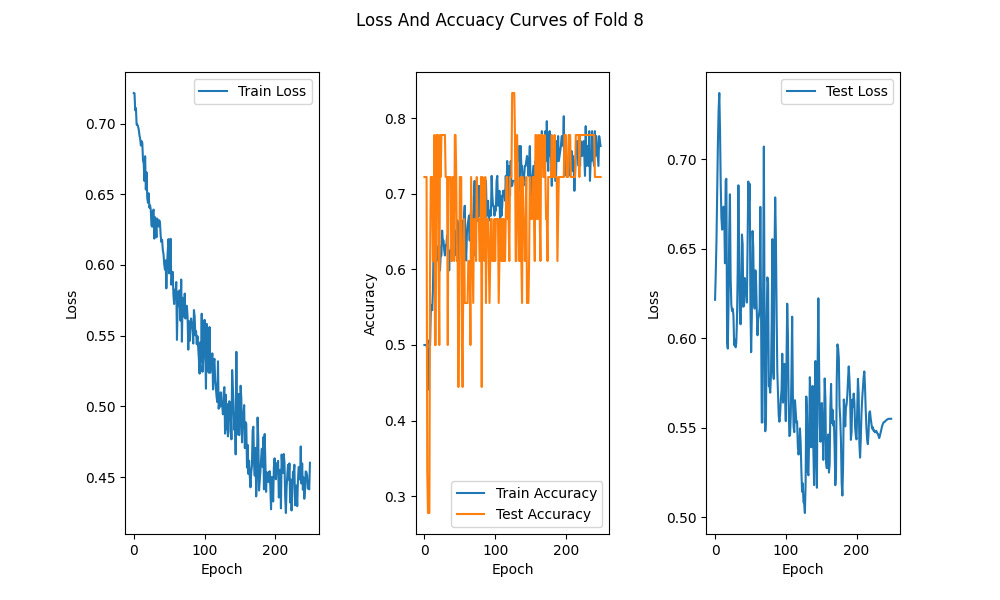 Loss And Accuacy Curves of Fold 8
Loss
0.70
0.65
0.60
0.55
0.50
0.45
0
100
200
Epoch
Train Loss
Accuracy
0.8
0.7
0.6
0.5
0.4
0.3
0
100
200
Epoch
Train Accuracy
Test Accuracy
Loss
0.70
0.65
0.60
0.55
0.50
0
100
200
Epoch
Test Loss